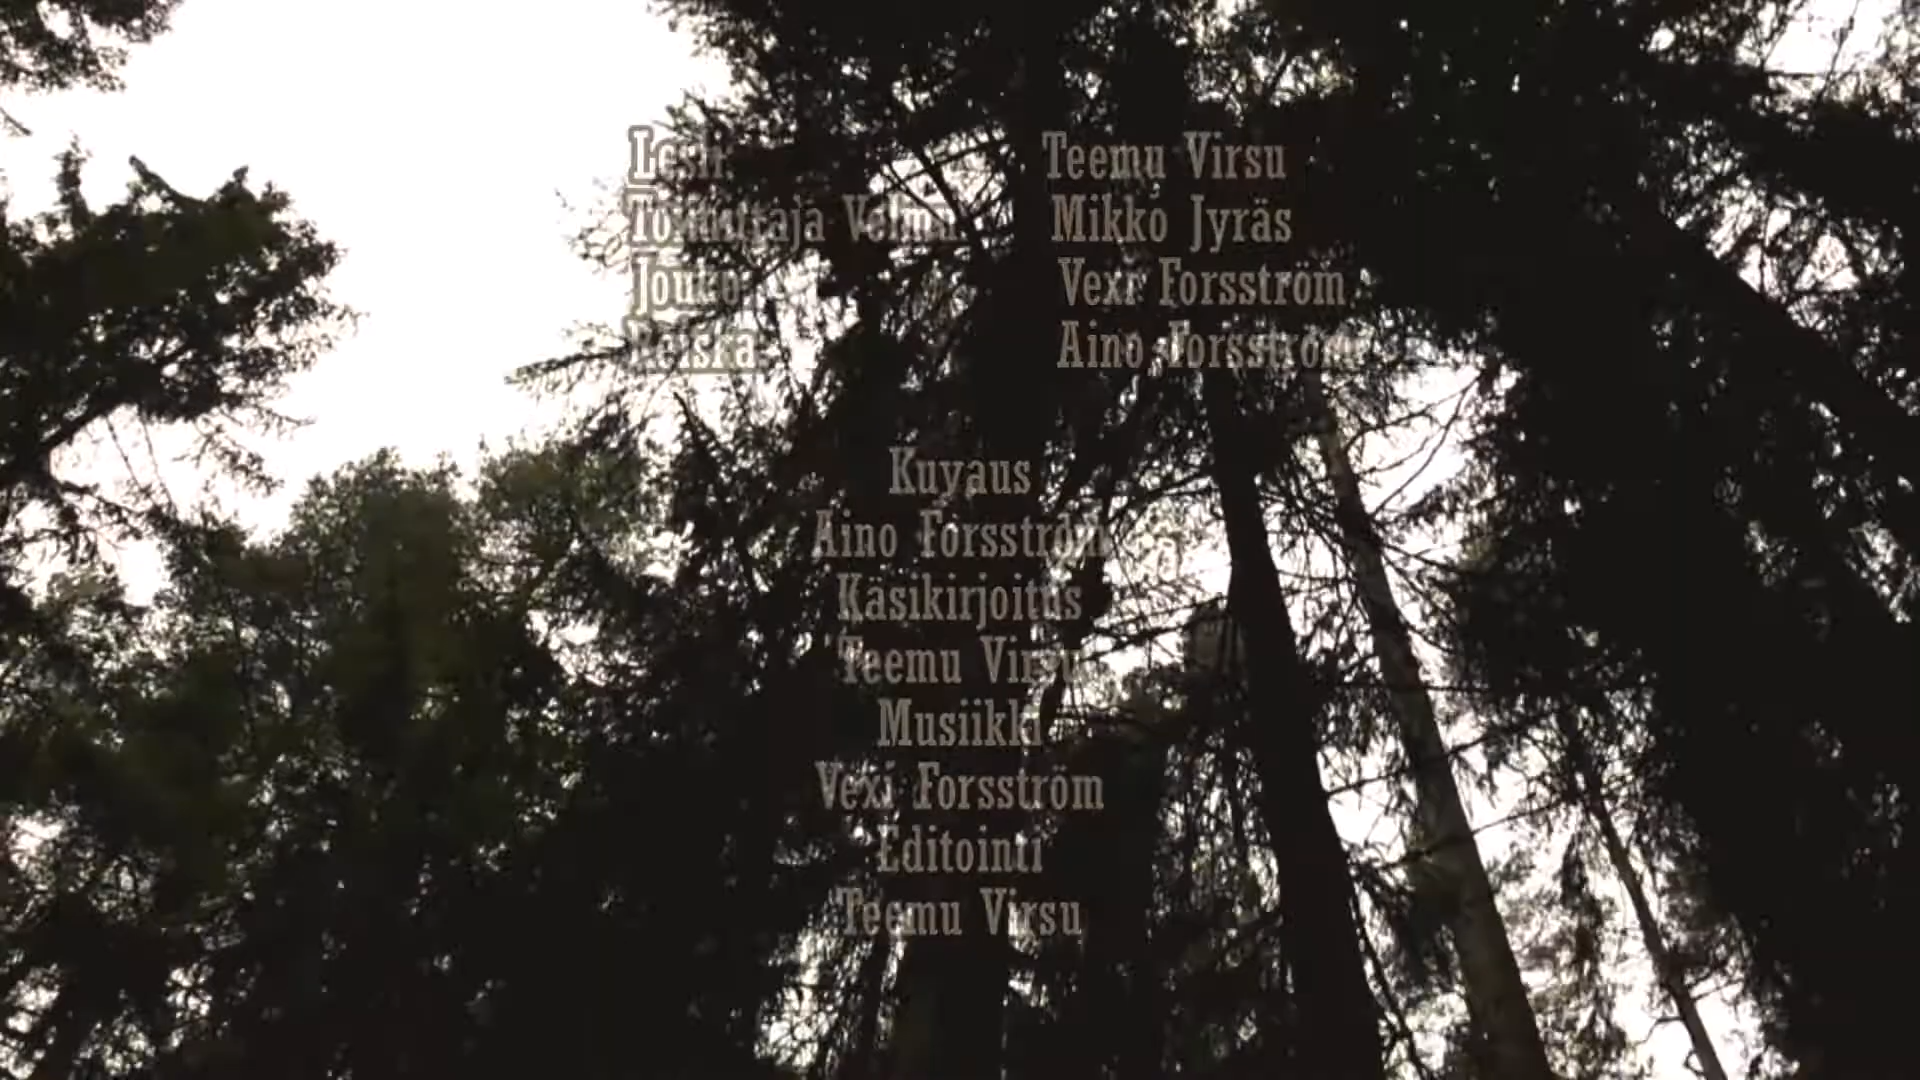 Teemu Virsu
Mikko Jyräs
Jouko Vexi Forsström
Reiska Aino Forsström
Kuvaus
Aino Forsström
Käsikirjoitus
Teemu Virsu
Musiikki
Vexi Forsström
Editointi
Teemu Virsu